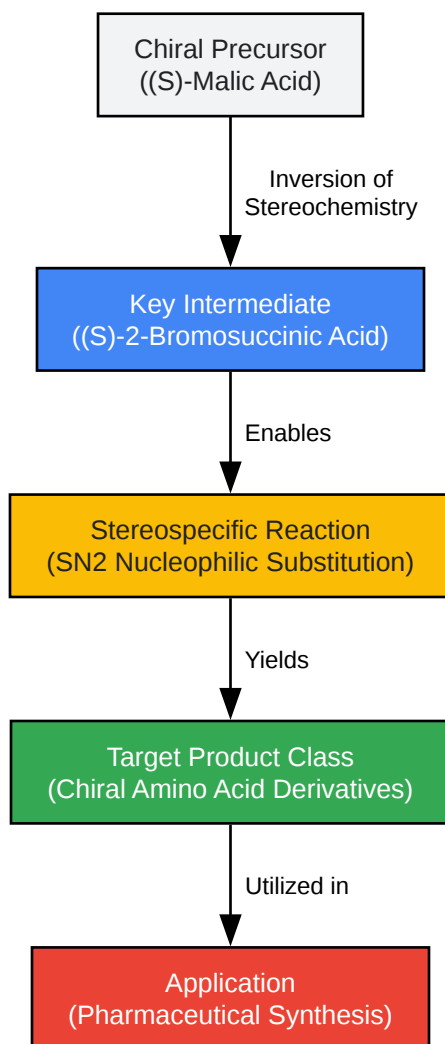 Chiral Precursor
((S)-Malic Acid)
Inversion of
Stereochemistry
Key Intermediate
((S)-2-Bromosuccinic Acid)
Enables
Stereospecific Reaction
(SN2 Nucleophilic Substitution)
Yields
Target Product Class
(Chiral Amino Acid Derivatives)
Utilized in
Application
(Pharmaceutical Synthesis)